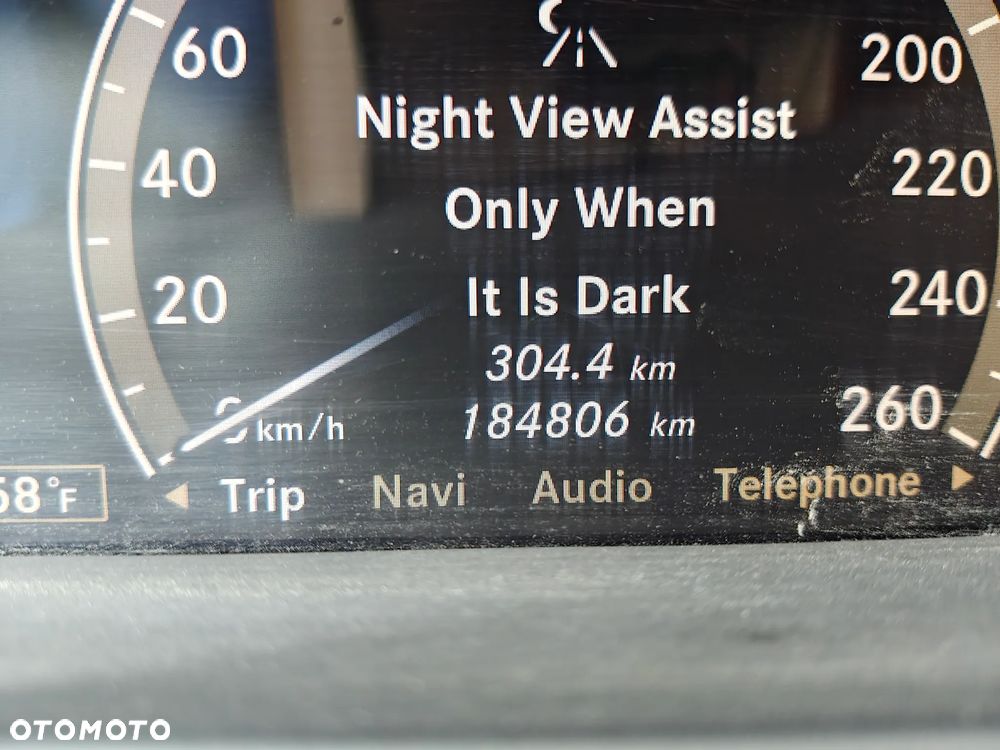 60
200
Night View Assist
40
220
Only When
It Is Dark
20
240
304.4 km
184806 km
260
km/h
°F
Trip Navi Audio Telephone
OTOMOTO